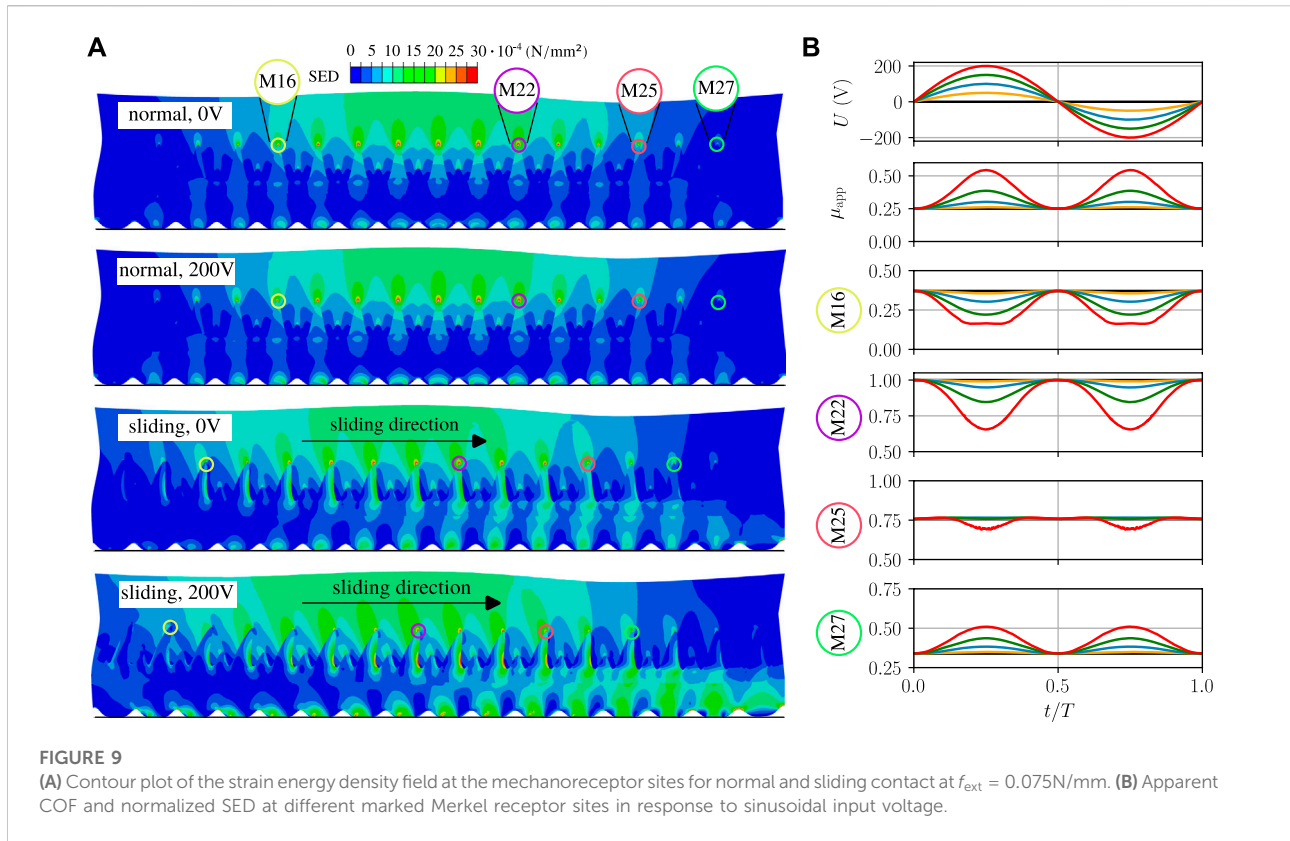 A
0 5 10 15 20 25 30 · 10⁻⁴ (N/mm²)
SED
M16
M22
M25
M27
normal, 0V
normal, 200V
sliding, 0V
sliding direction
sliding, 200V
sliding direction
B
200
0
−200
U (V)
0.50
0.25
0.00
μapp
M16
0.50
0.25
0.00
M22
1.00
0.75
0.50
M25
1.00
0.75
0.50
M27
0.50
0.25
0.0 0.5 1.0
t/T
FIGURE 9
(A) Contour plot of the strain energy density field at the mechanoreceptor sites for normal and sliding contact at fext = 0.075N/mm. (B) Apparent
COF and normalized SED at different marked Merkel receptor sites in response to sinusoidal input voltage.